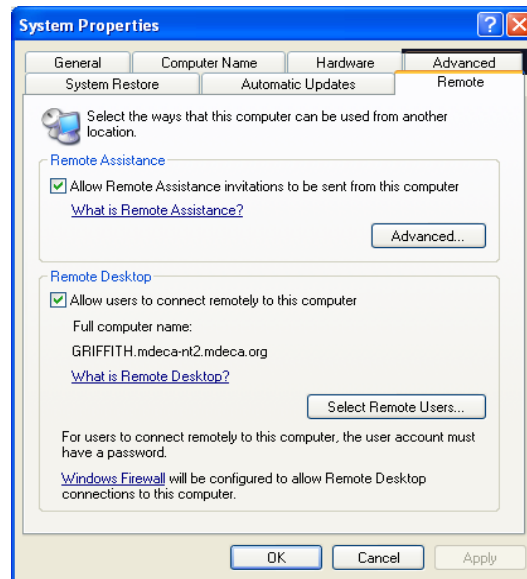 System Properties
General Computer Name Hardware Advanced
System Restore Automatic Updates Remote
Select the ways that this computer can be used from another
location.
Remote Assistance
Allow Remote Assistance invitations to be sent from this computer
What is Remote Assistance?
Advanced...
Remote Desktop
Allow users to connect remotely to this computer
Full computer name:
GRIFFITH.mdeca-nt2.mdeca.org
What is Remote Desktop?
Select Remote Users...
For users to connect remotely to this computer, the user account must
have a password.
Windows Firewall will be configured to allow Remote Desktop
connections to this computer.
OK Cancel Apply